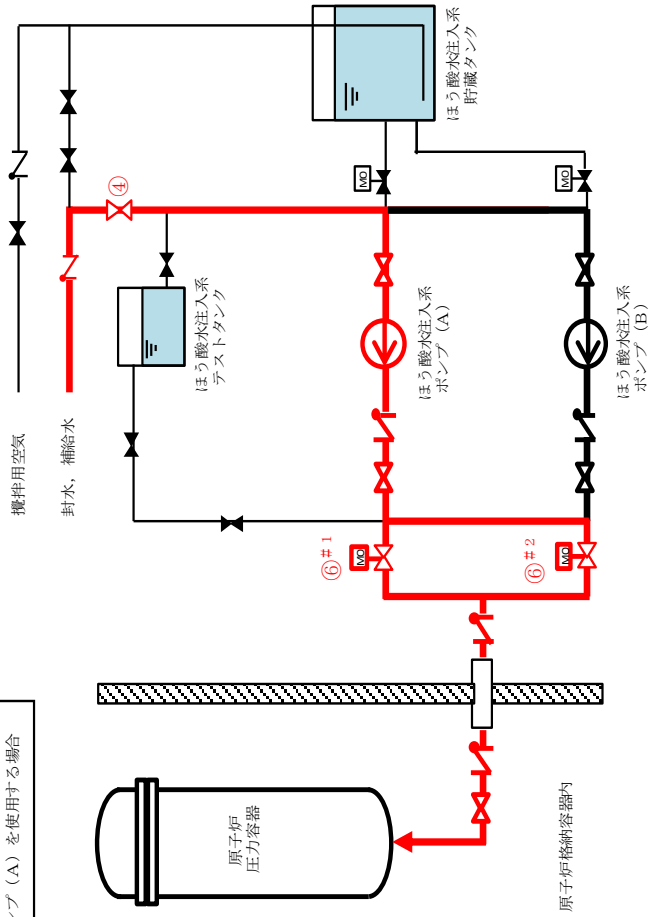 ンプ（A）を使用する場合
攪拌用空気
封水，補給水
④
MO
MO
ほう酸水注入系
貯蔵タンク
ほう酸水注入系
テストタンク
ほう酸水注入系
ポンプ（A）
ほう酸水注入系
ポンプ（B）
⑥#1
MO
⑥#2
MO
原子炉
圧力容器
原子炉格納容器内